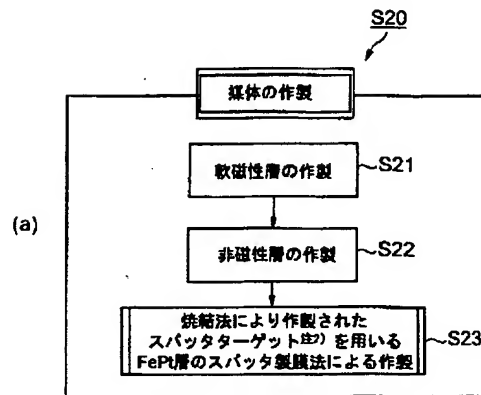 S20
媒体の作製
(a)
軟磁性層の作製
S21
非磁性層の作製
S22
焼結法により作製された
スパッタターゲット注2)を用いる
FePt層のスパッタ製膜法による作製
S23